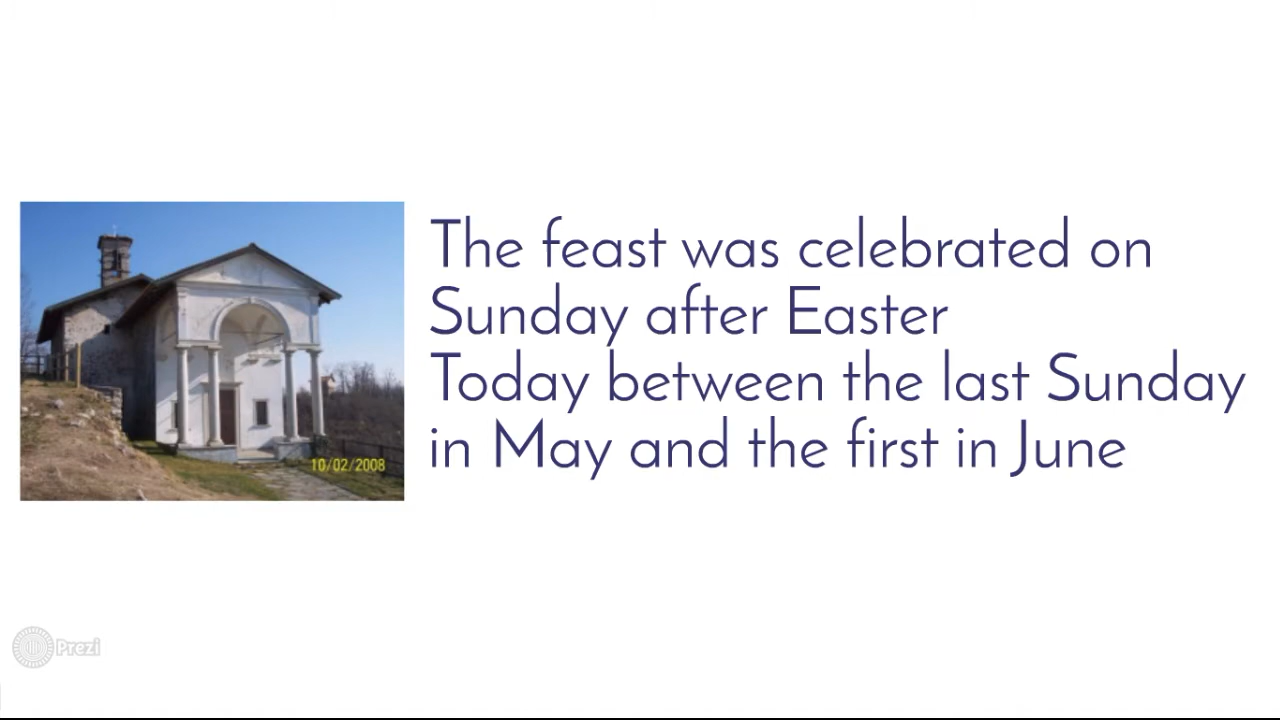 The feast was celebrated on
Sunday after Easter
Today between the last Sunday
in May and the first in June
10/02/2008
Prezi